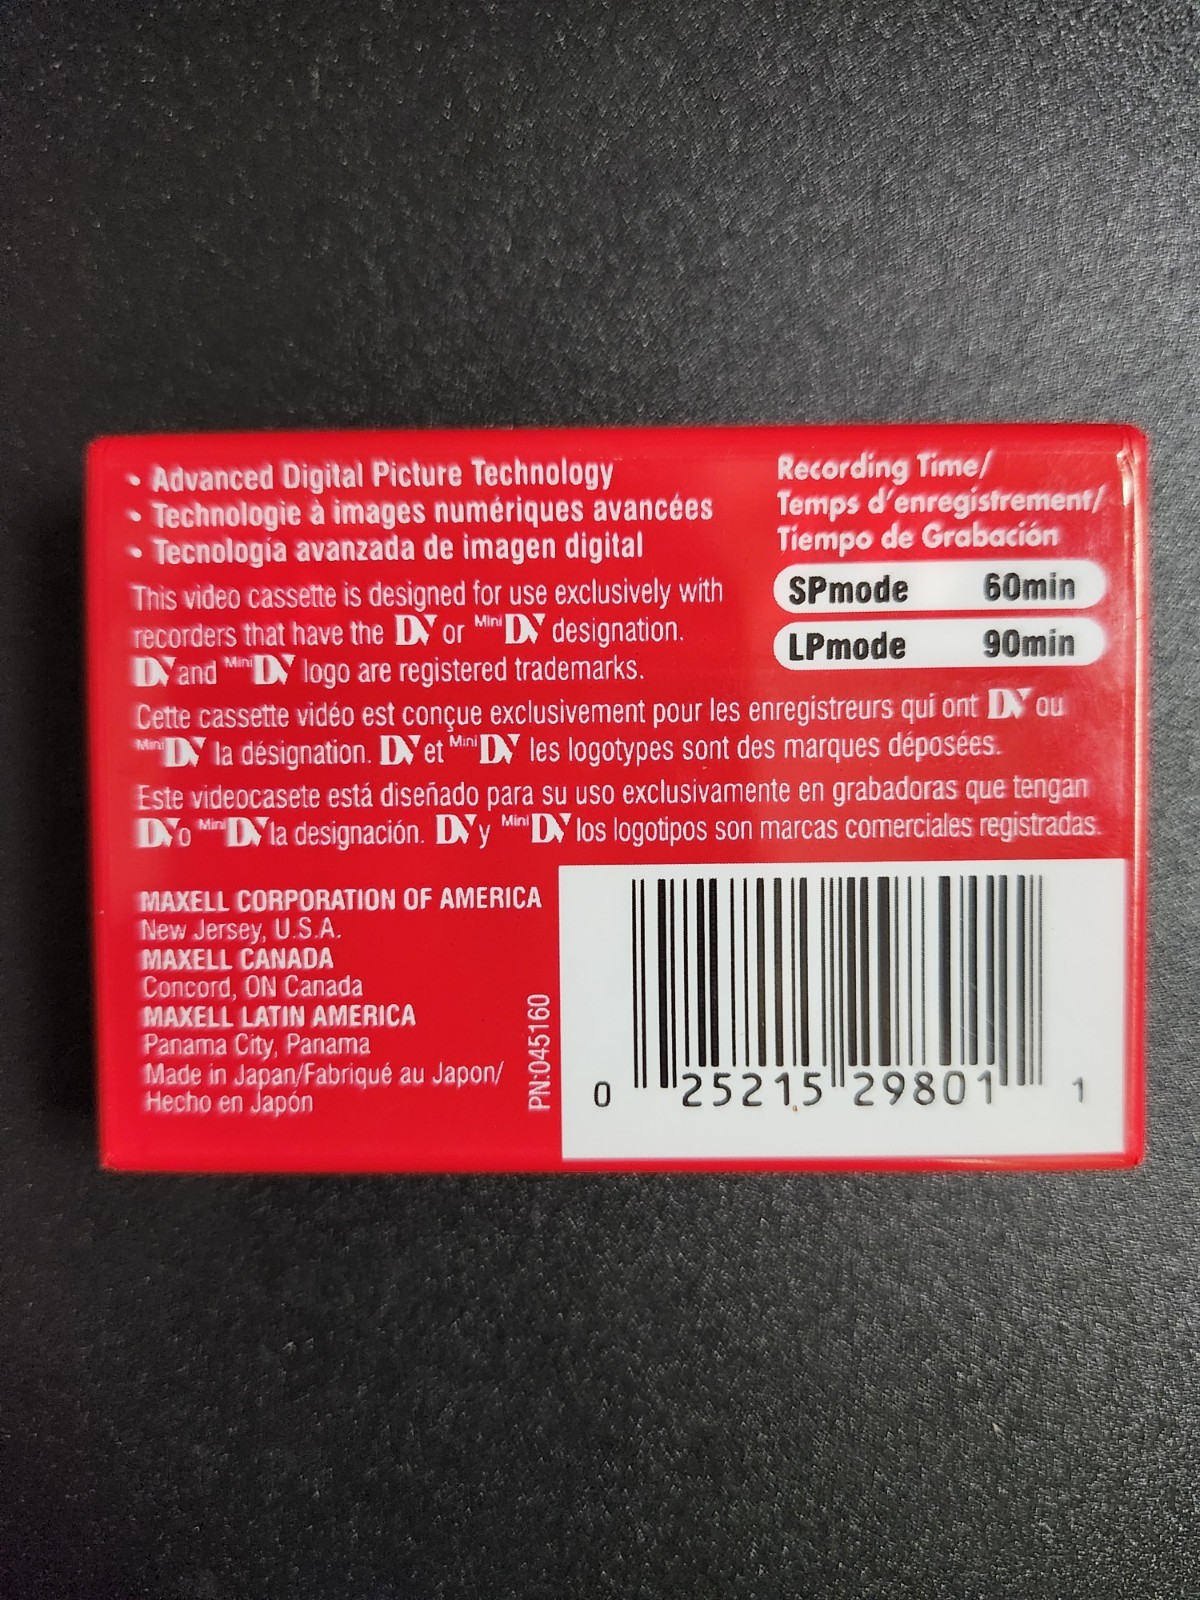 • Advanced Digital Picture Technology
• Technologie à images numériques avancées
• Tecnología avanzada de imagen digital
Recording Time/
Temps d'enregistrement/
Tiempo de Grabación
SPmode 60min
LPmode 90min
This video cassette is designed for use exclusively with
recorders that have the DV or Mini DV designation.
DV and Mini DV logo are registered trademarks.
Cette cassette vidéo est conçue exclusivement pour les enregistreurs qui ont DV ou
Mini DV la désignation. DV et Mini DV les logotypes sont des marques déposées.
Este videocasete está diseñado para su uso exclusivamente en grabadoras que tengan
DV o Mini DV la designación. DV y Mini DV los logotipos son marcas comerciales registradas.
MAXELL CORPORATION OF AMERICA
New Jersey, U.S.A.
MAXELL CANADA
Concord, ON Canada
MAXELL LATIN AMERICA
Panama City, Panama
Made in Japan/Fabriqué au Japon/
Hecho en Japón
PN:045160
0 25215 29801 1